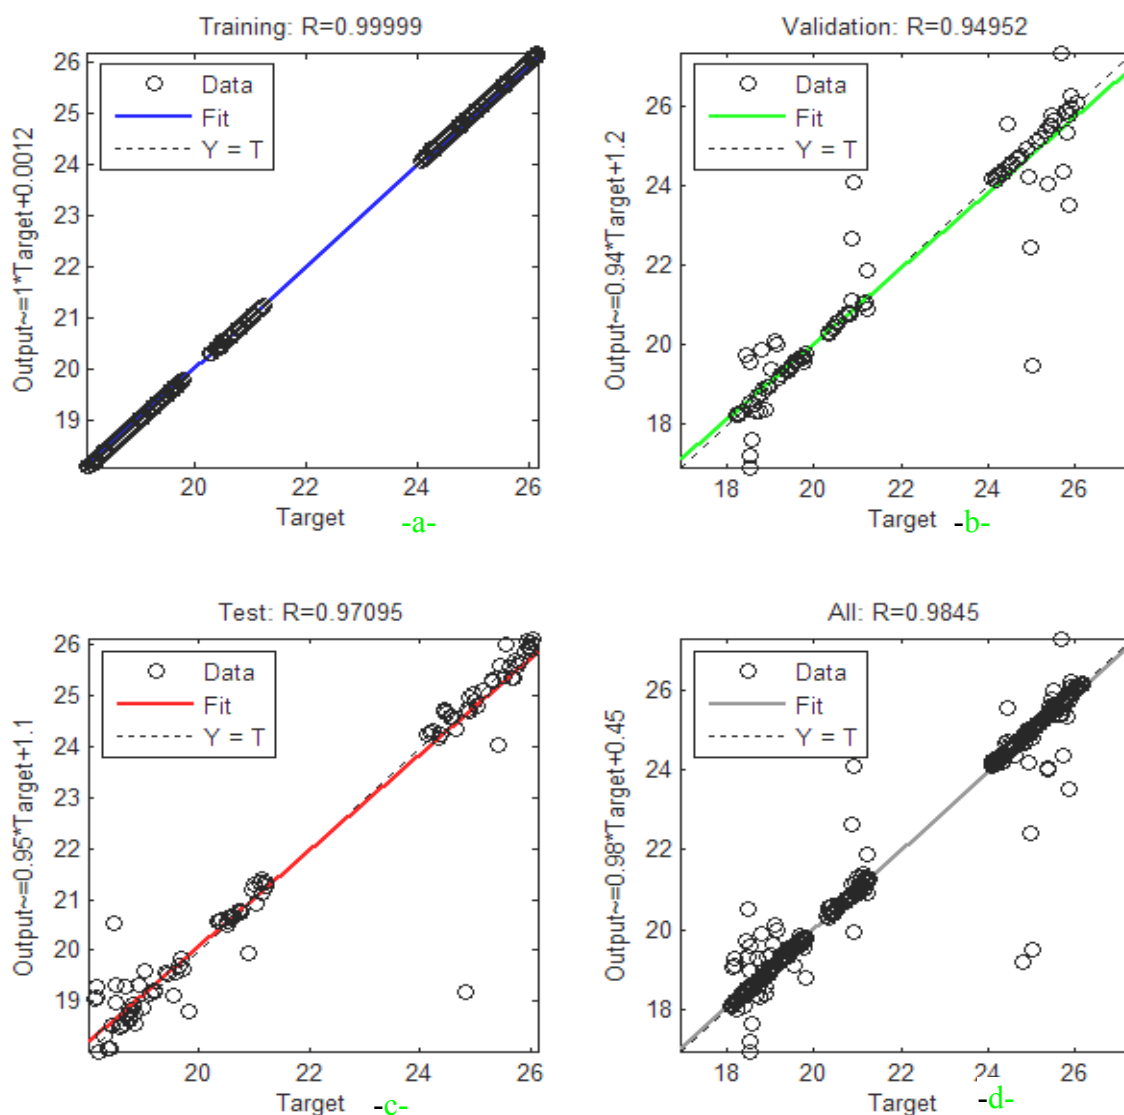 Training: R=0.99999
Output~=1*Target+0.0012
26
25
24
23
22
21
20
19
Data
Fit
Y = T
20
22
24
26
Target
-a-
Validation: R=0.94952
Output~=0.94*Target+1.2
26
24
22
20
18
Data
Fit
Y = T
18
20
22
24
26
Target
-b-
Test: R=0.97095
Output~=0.95*Target+1.1
26
25
24
23
22
21
20
19
Data
Fit
Y = T
20
22
24
26
Target
-c-
All: R=0.9845
Output~=0.98*Target+0.45
26
24
22
20
18
Data
Fit
Y = T
18
20
22
24
26
Target
-d-